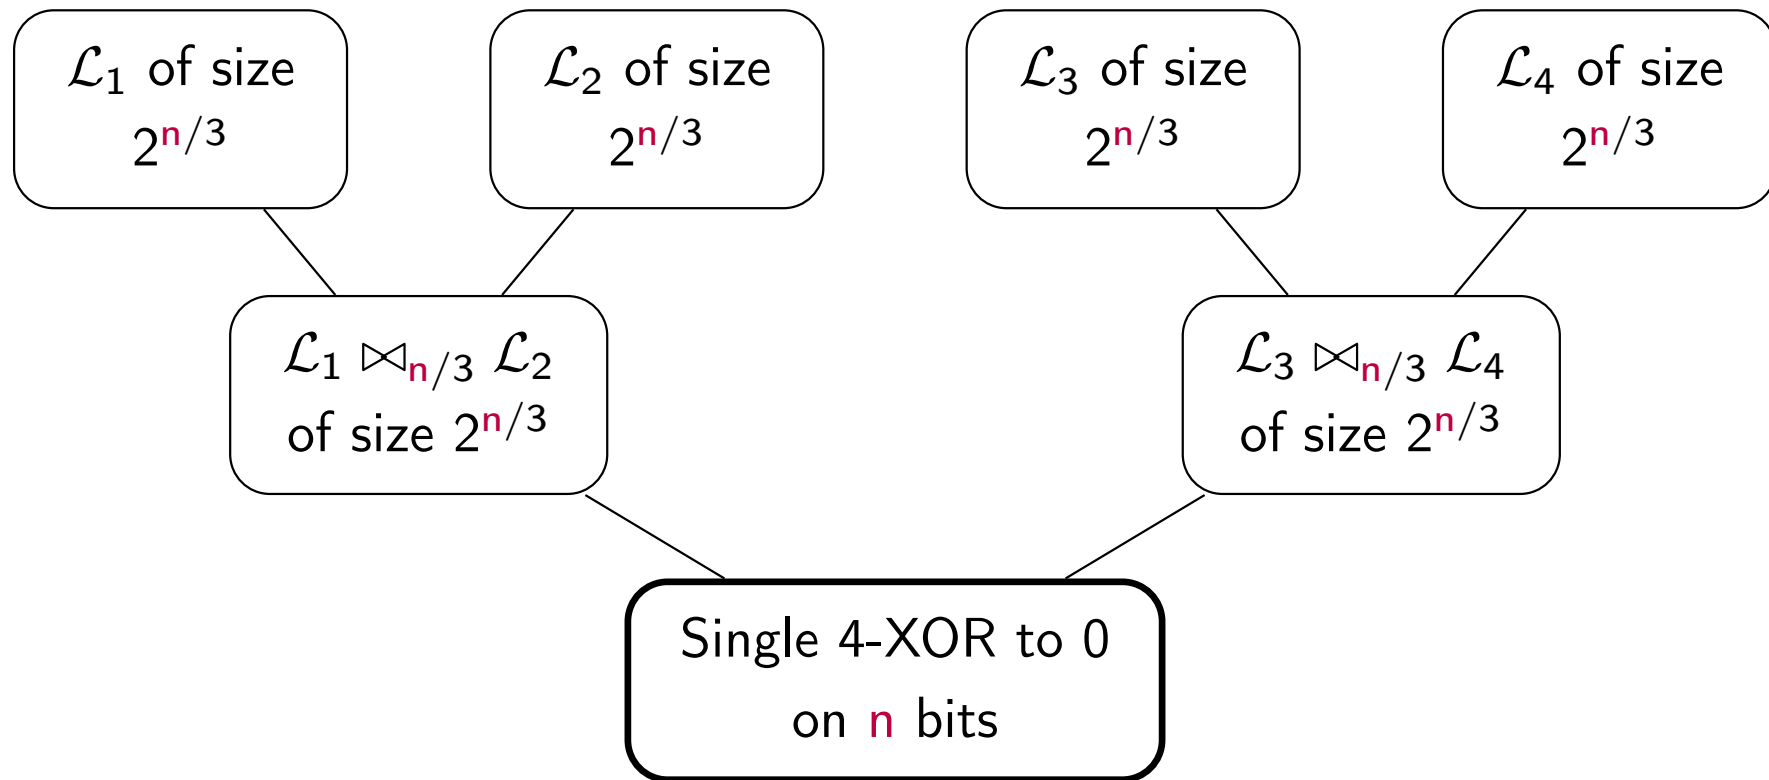 ℒ₁ of size
2^{n/3}
ℒ₂ of size
2^{n/3}
ℒ₃ of size
2^{n/3}
ℒ₄ of size
2^{n/3}
ℒ₁ ⋈_{n/3} ℒ₂
of size 2^{n/3}
ℒ₃ ⋈_{n/3} ℒ₄
of size 2^{n/3}
Single 4-XOR to 0
on n bits